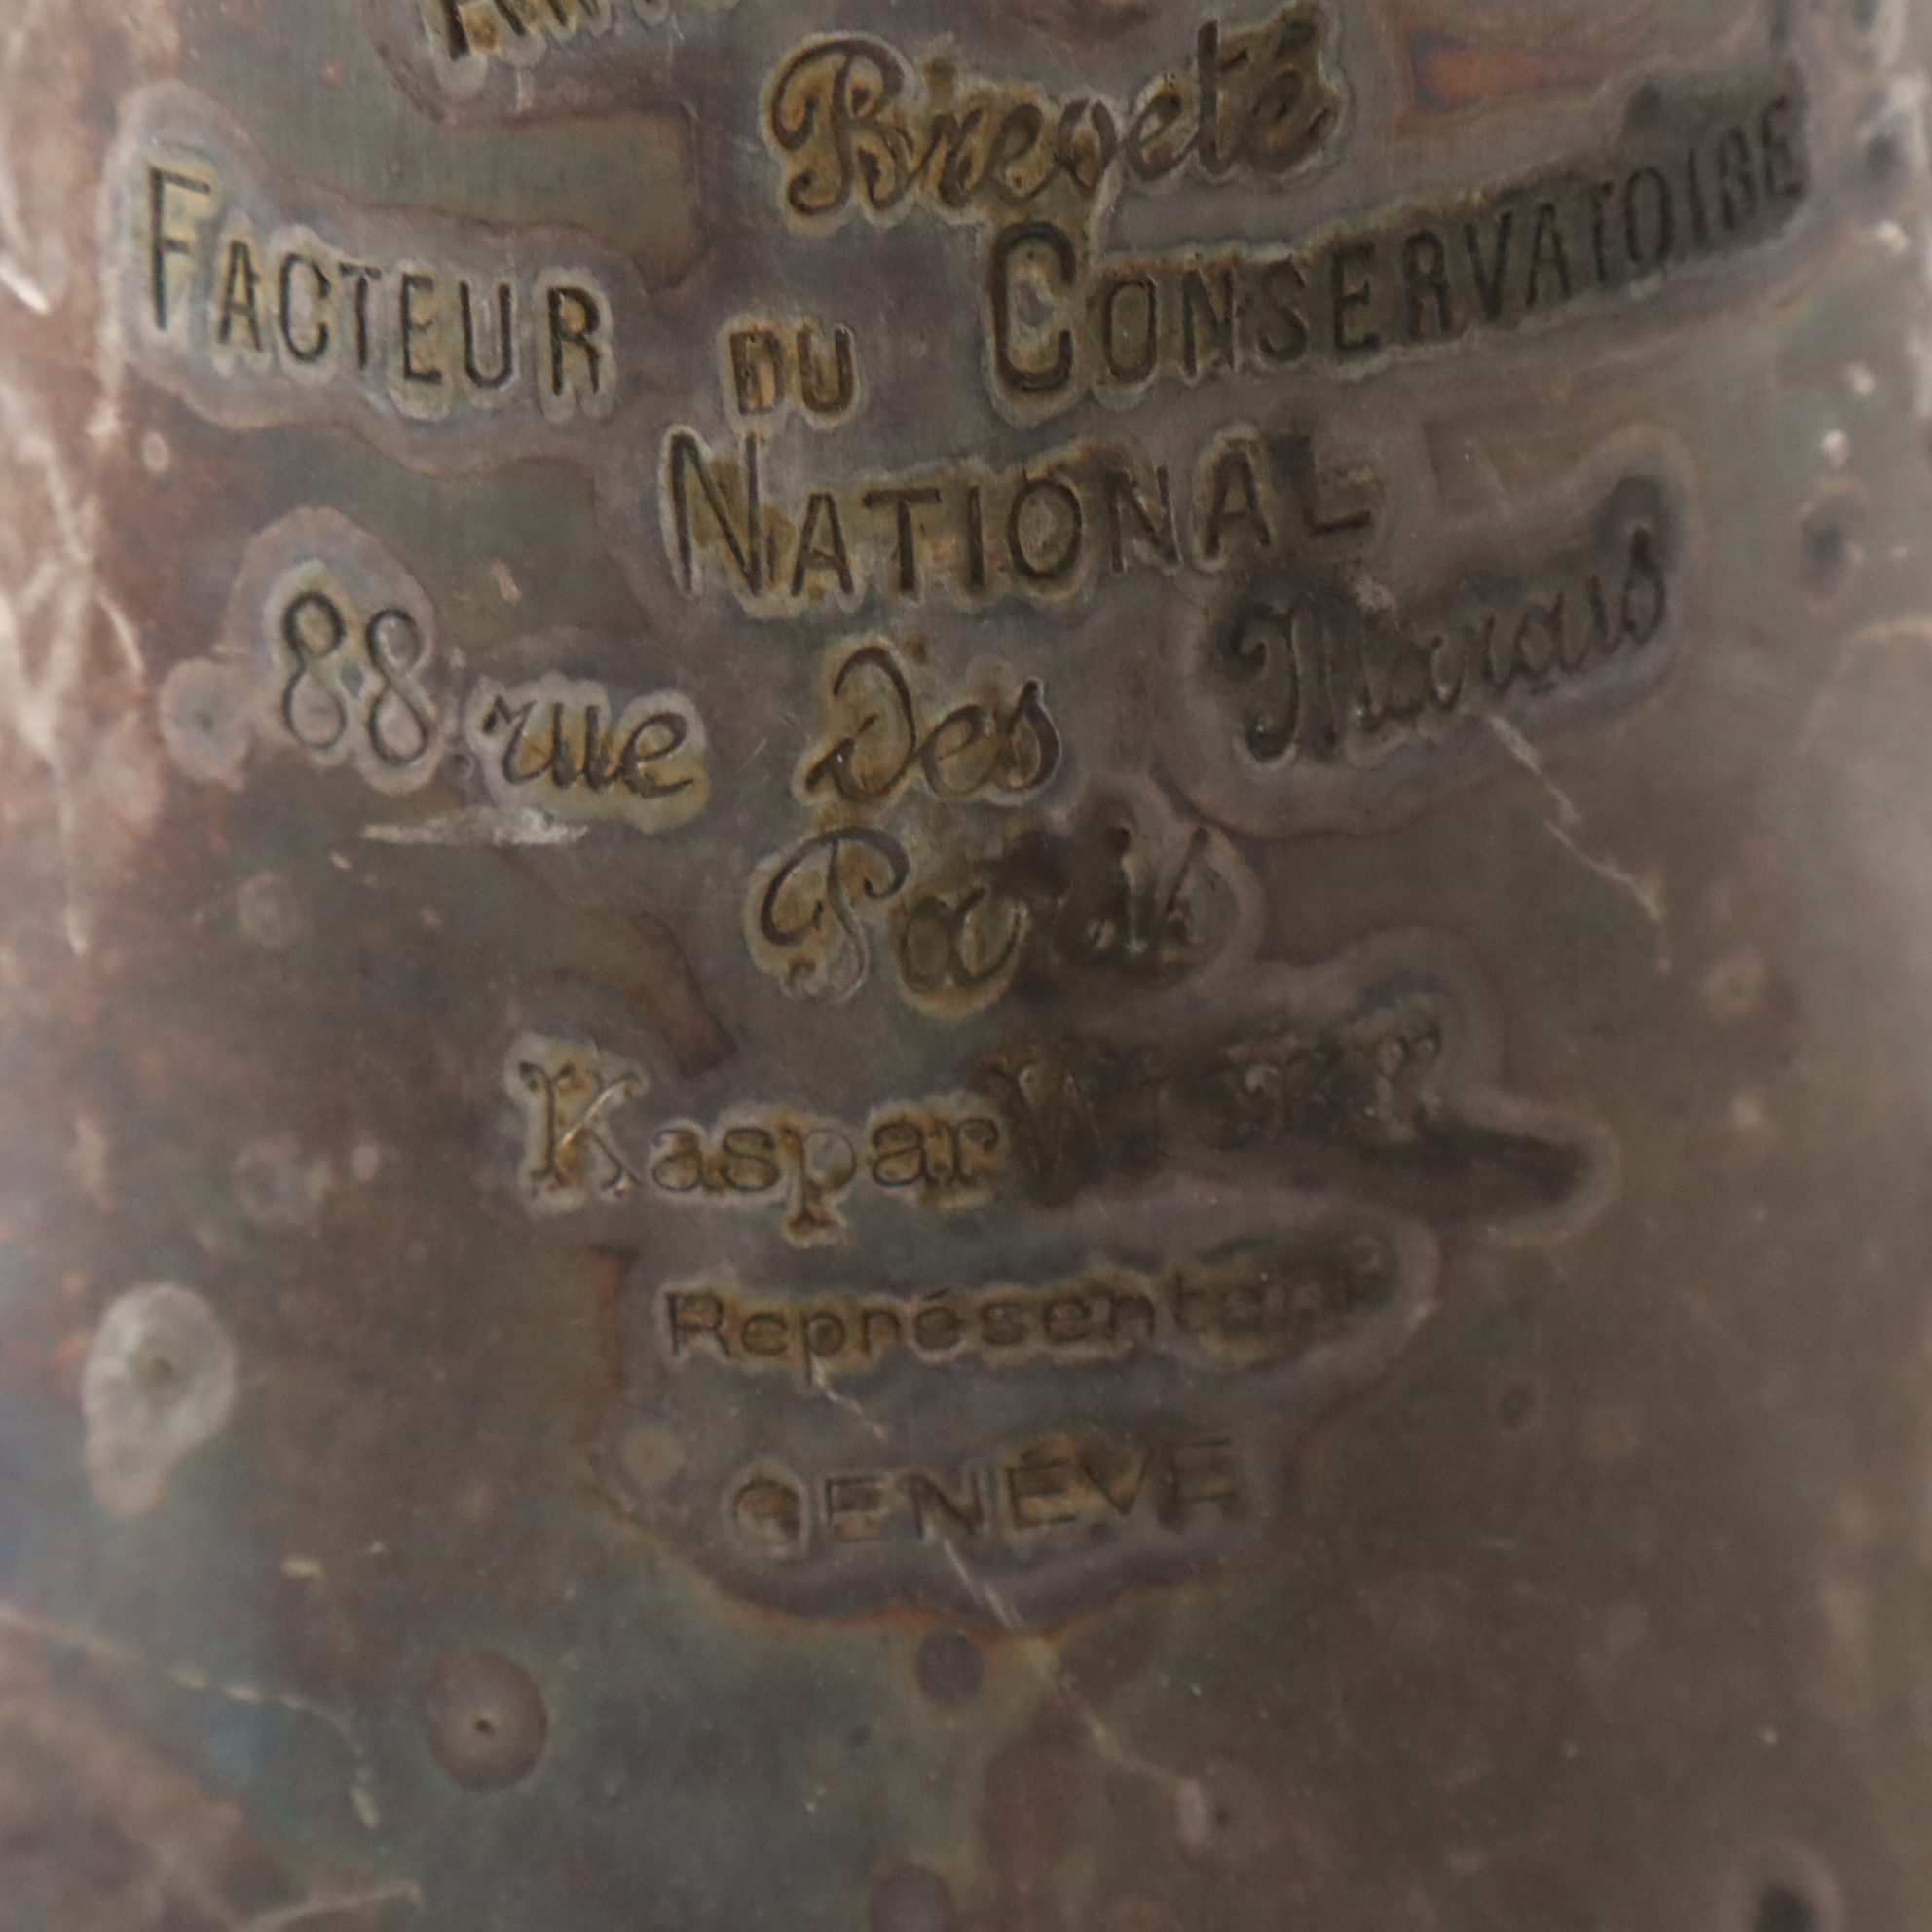 Breveté
FACTEUR DU CONSERVATOIRE
NATIONAL
88 rue des Marais
Paris
Kaspar
Représentant
GENÈVE